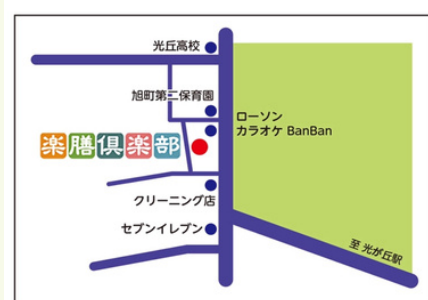 光丘高校
旭町第二保育園
ローソン
カラオケ BanBan
楽膳倶楽部
クリーニング店
セブンイレブン
至 光が丘駅